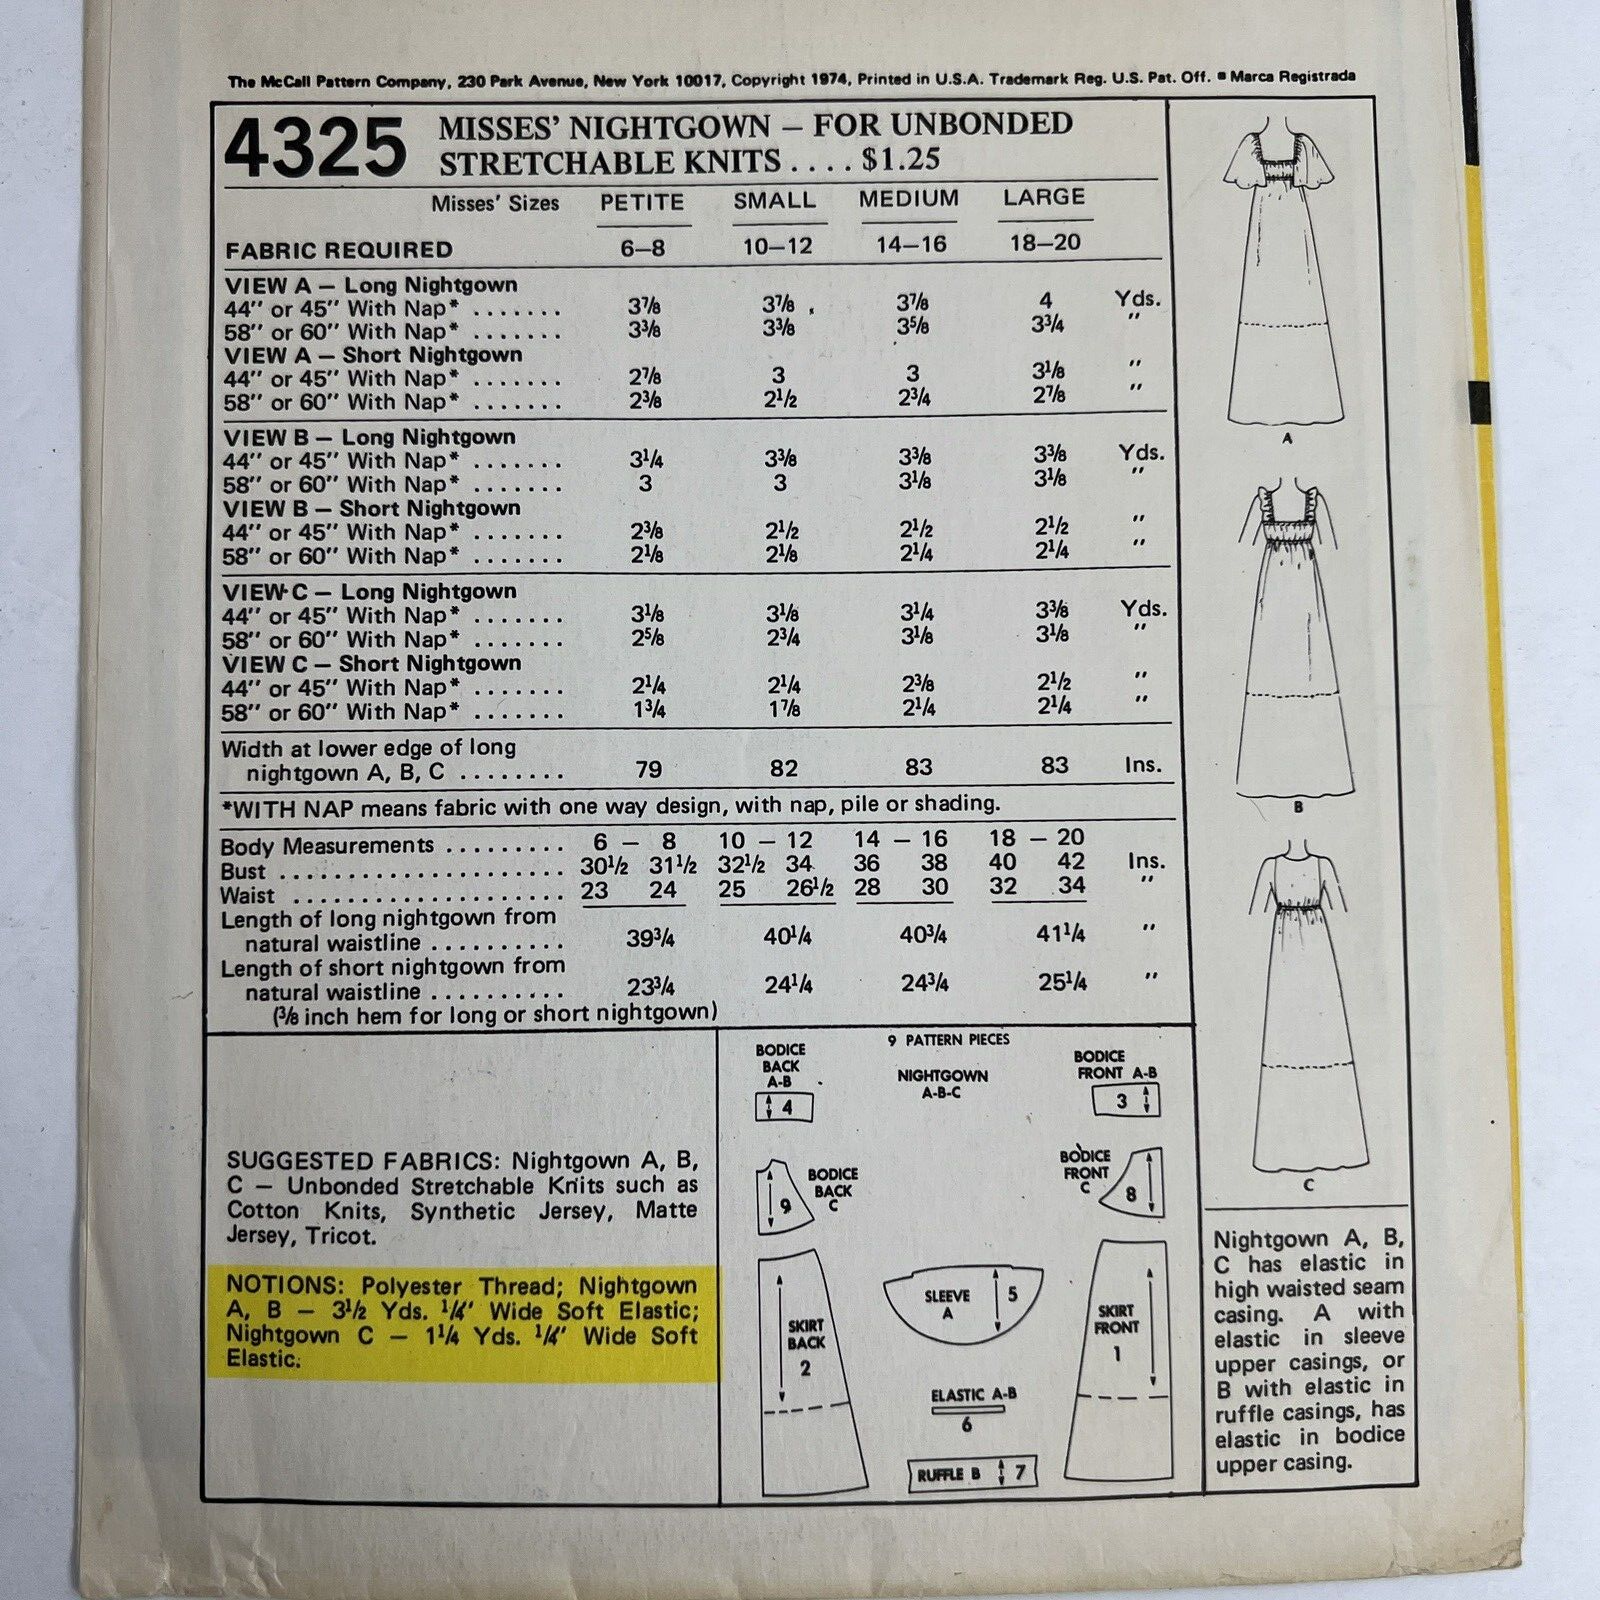 The McCall Pattern Company, 230 Park Avenue, New York 10017, Copyright 1974, Printed in U.S.A. Trademark Reg. U.S. Pat. Off. ■ Marca Registrada
4325 MISSES' NIGHTGOWN – FOR UNBONDED
STRETCHABLE KNITS .... $1.25
Misses' Sizes PETITE SMALL MEDIUM LARGE
FABRIC REQUIRED 6–8 10–12 14–16 18–20
VIEW A – Long Nightgown
44" or 45" With Nap* ....... 3⅞ 3⅞ 3⅞ 4 Yds.
58" or 60" With Nap* ....... 3⅜ 3⅜ 3⅝ 3¾ "
VIEW A – Short Nightgown
44" or 45" With Nap* ....... 2⅞ 3 3 3⅛ "
58" or 60" With Nap* ....... 2⅜ 2½ 2¾ 2⅞ "
VIEW B – Long Nightgown
44" or 45" With Nap* ....... 3¼ 3⅜ 3⅜ 3⅜ Yds.
58" or 60" With Nap* ....... 3 3 3⅛ 3⅛ "
VIEW B – Short Nightgown
44" or 45" With Nap* ....... 2⅜ 2½ 2½ 2½ "
58" or 60" With Nap* ....... 2⅛ 2⅛ 2¼ 2¼ "
VIEW C – Long Nightgown
44" or 45" With Nap* ....... 3⅛ 3⅛ 3¼ 3⅜ Yds.
58" or 60" With Nap* ....... 2⅝ 2¾ 3⅛ 3⅛ "
VIEW C – Short Nightgown
44" or 45" With Nap* ....... 2¼ 2¼ 2⅜ 2½ "
58" or 60" With Nap* ....... 1¾ 1⅞ 2¼ 2¼ "
Width at lower edge of long
nightgown A, B, C ........ 79 82 83 83 Ins.
*WITH NAP means fabric with one way design, with nap, pile or shading.
Body Measurements ......... 6 – 8 10 – 12 14 – 16 18 – 20
Bust ...................... 30½ 31½ 32½ 34 36 38 40 42 Ins.
Waist ..................... 23 24 25 26½ 28 30 32 34 "
Length of long nightgown from
natural waistline .......... 39¾ 40¼ 40¾ 41¼ "
Length of short nightgown from
natural waistline .......... 23¾ 24¼ 24¾ 25¼ "
(⅜ inch hem for long or short nightgown)
SUGGESTED FABRICS: Nightgown A, B,
C – Unbonded Stretchable Knits such as
Cotton Knits, Synthetic Jersey, Matte
Jersey, Tricot.
NOTIONS: Polyester Thread; Nightgown
A, B – 3½ Yds. ¼" Wide Soft Elastic;
Nightgown C – 1¼ Yds. ¼" Wide Soft
Elastic.
9 PATTERN PIECES
NIGHTGOWN
A-B-C
BODICE
BACK
A-B
4
BODICE
FRONT A-B
3
BODICE
BACK
C
9
BODICE
FRONT
C
8
SKIRT
BACK
2
SLEEVE
A
5
SKIRT
FRONT
1
ELASTIC A-B
6
RUFFLE B 7
A
B
C
Nightgown A, B,
C has elastic in
high waisted seam
casing. A with
elastic in sleeve
upper casings, or
B with elastic in
ruffle casings, has
elastic in bodice
upper casing.